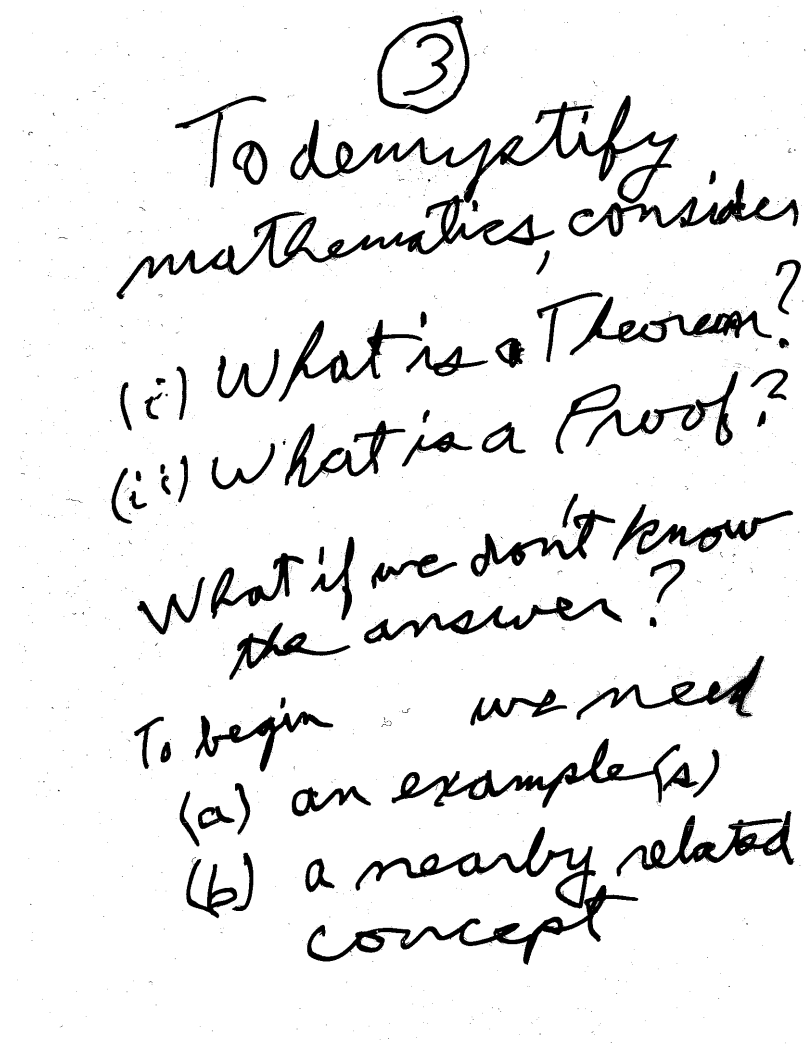 3
To demystify
mathematics, consider
(i) What is a Theorem?
(ii) What is a Proof?
What if we don't know
the answer?
To begin we need
(a) an example(s)
(b) a nearby related
concept